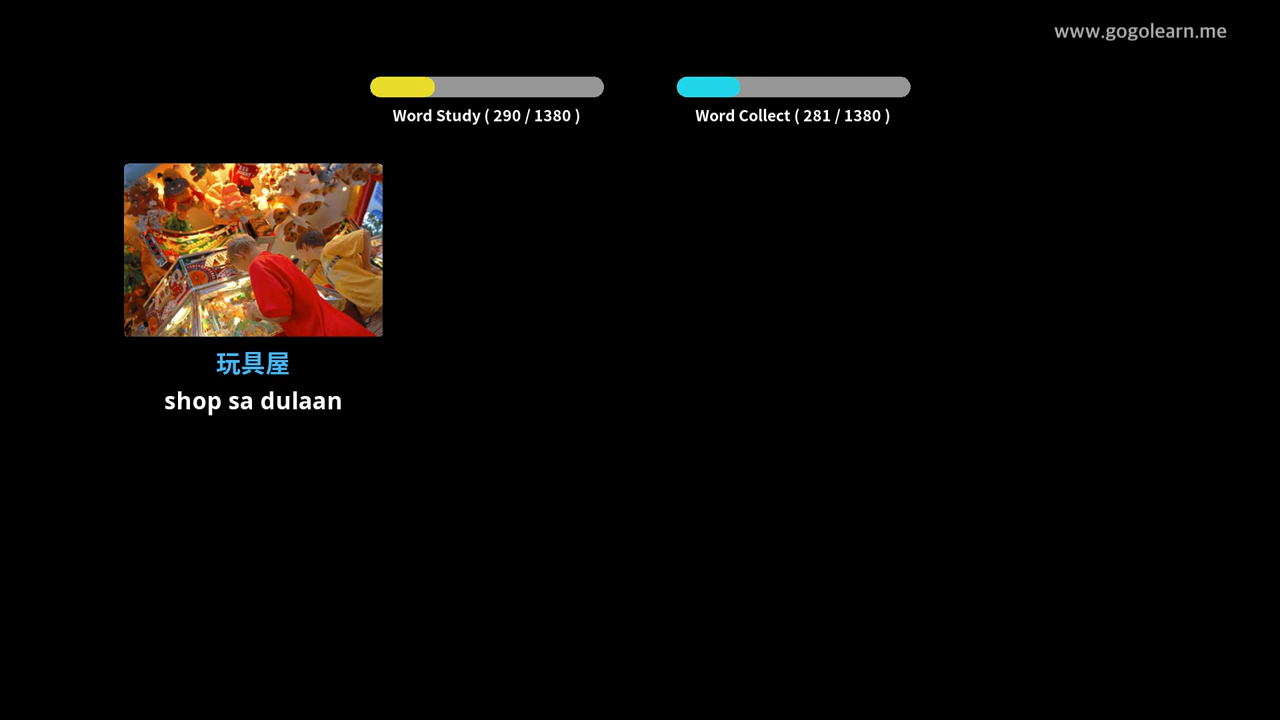 www.gogolearn.me
Word Study ( 290 / 1380 )
Word Collect ( 281 / 1380 )
玩具屋
shop sa dulaan